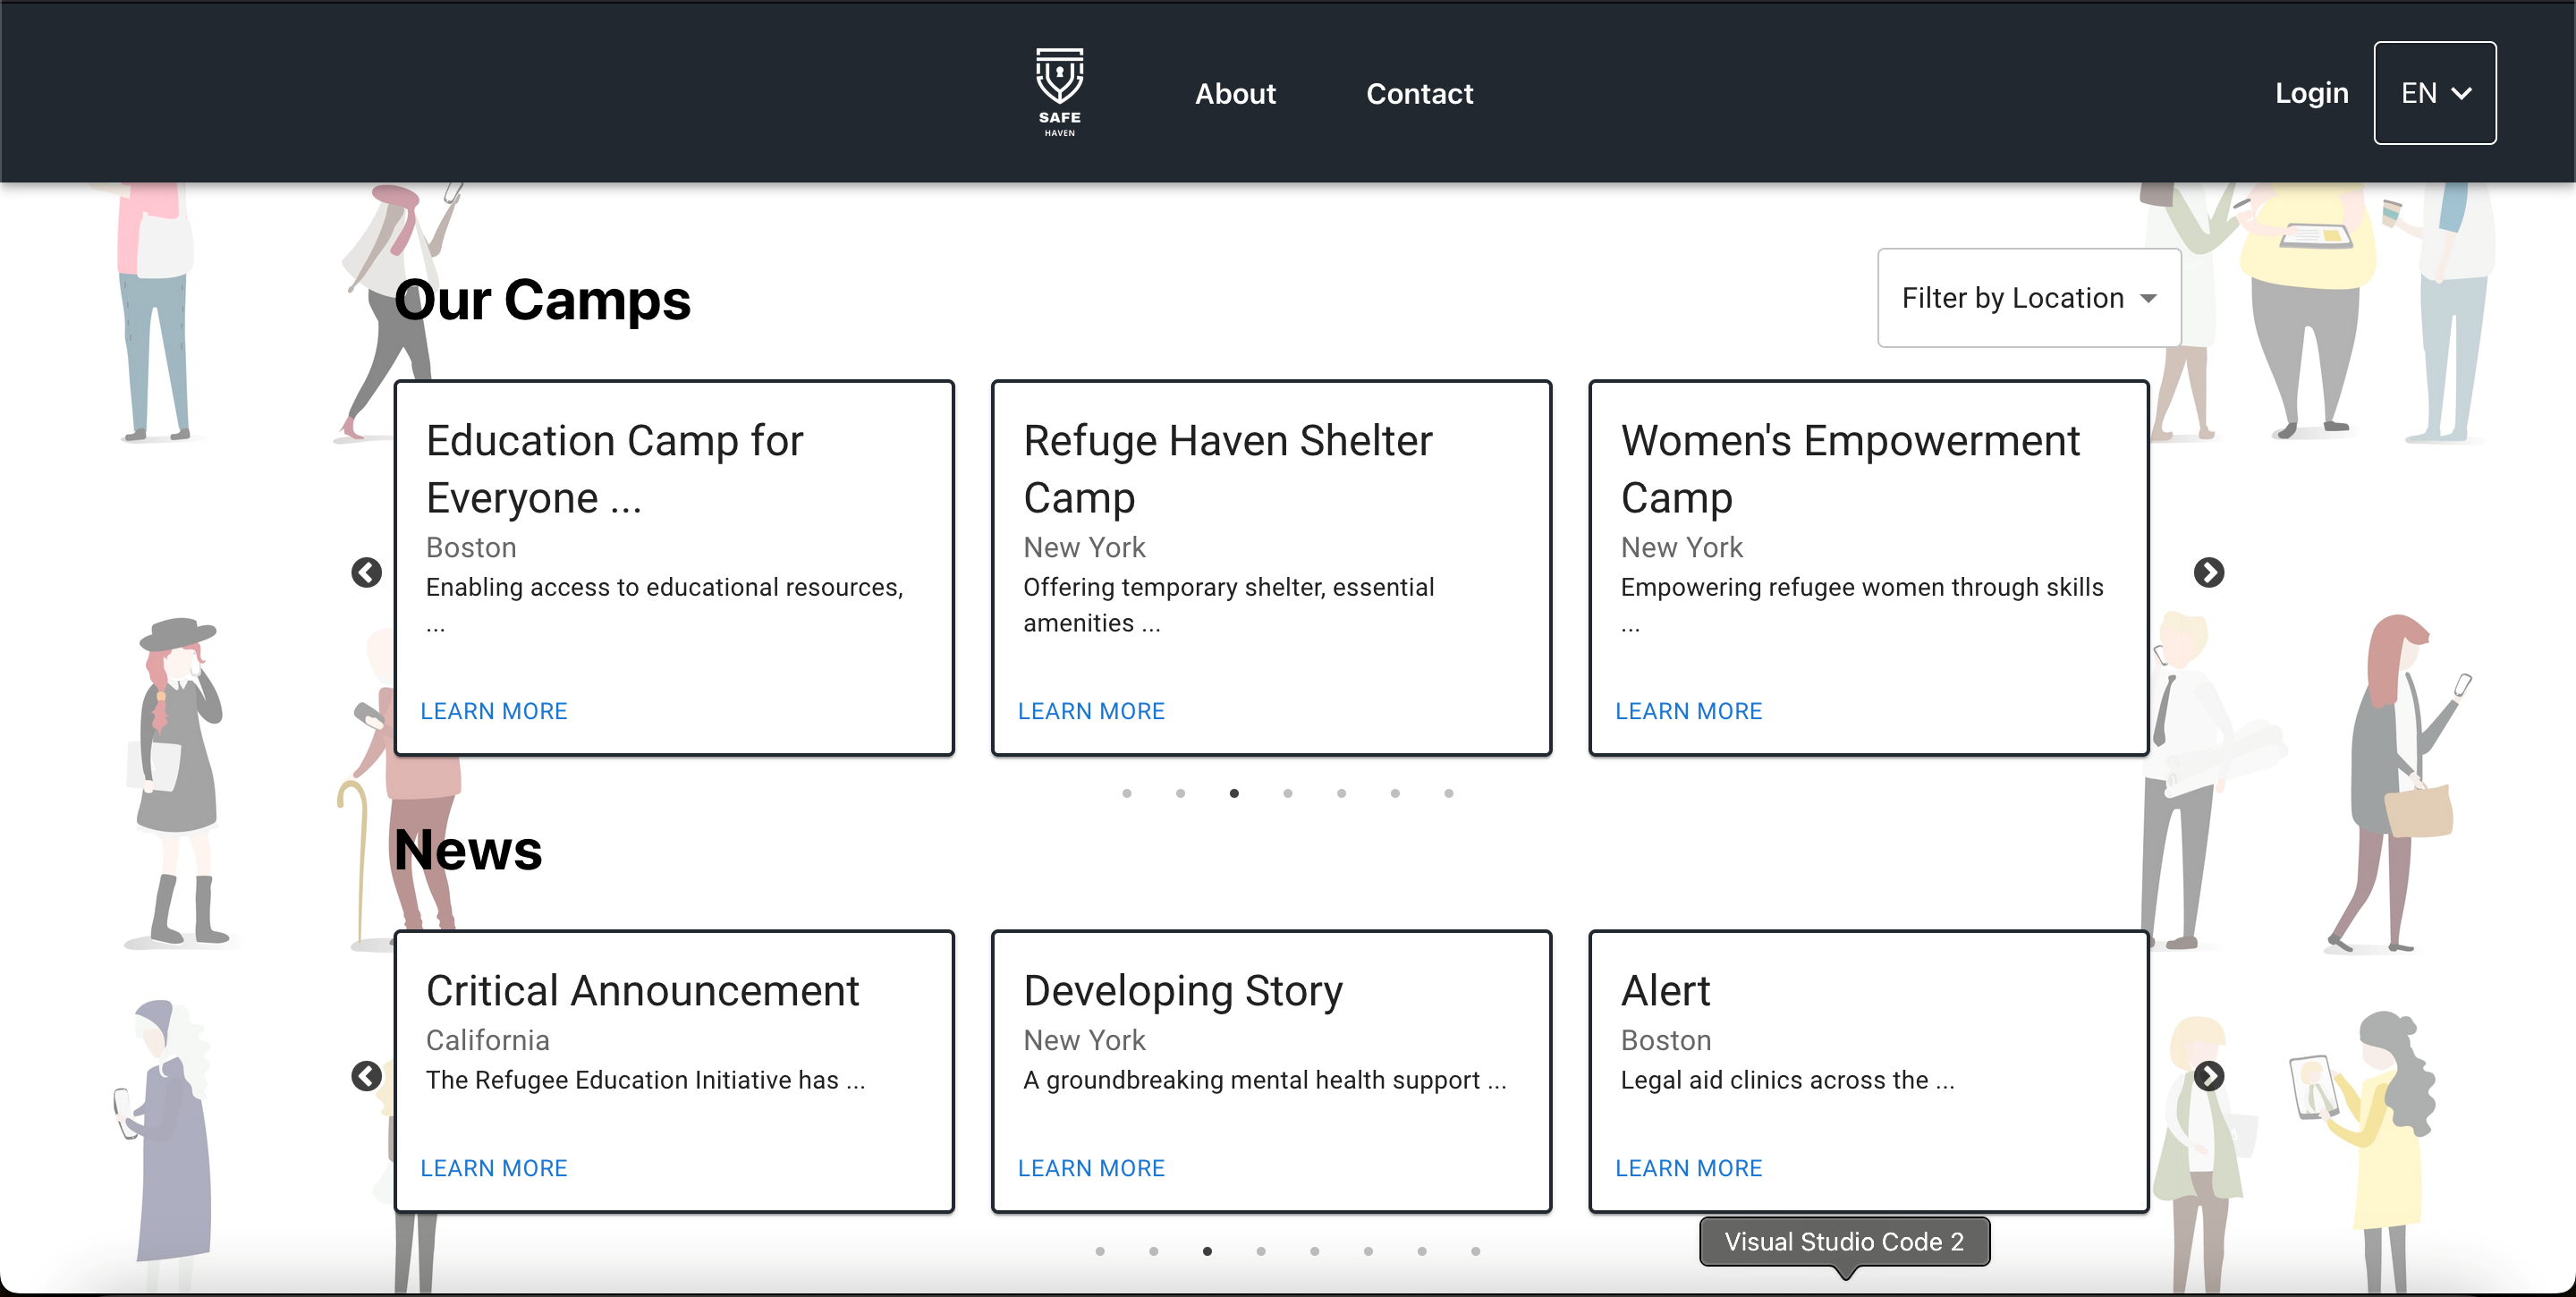 SAFE
HAVEN
About
Contact
Login
EN
Our Camps
Filter by Location
Education Camp for
Everyone ...
Boston
Enabling access to educational resources,
...
LEARN MORE
Refuge Haven Shelter
Camp
New York
Offering temporary shelter, essential
amenities ...
LEARN MORE
Women's Empowerment
Camp
New York
Empowering refugee women through skills
...
LEARN MORE
News
Critical Announcement
California
The Refugee Education Initiative has ...
LEARN MORE
Developing Story
New York
A groundbreaking mental health support ...
LEARN MORE
Alert
Boston
Legal aid clinics across the ...
LEARN MORE
Visual Studio Code 2